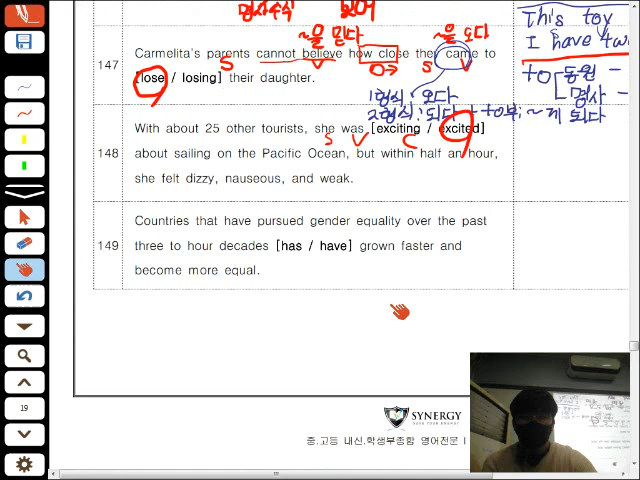 명사수식 보어
~을 믿다 ~을 되다
This toy
I have tw
147 Carmelita's parents cannot believe how close they came to
[lose / losing] their daughter.
S V O S V
to 동원 -
명사 -
1형식 : 오다
2형식 : 되다 + to부 : ~게 되다
148 With about 25 other tourists, she was [exciting / excited]
S V C
about sailing on the Pacific Ocean, but within half an hour,
she felt dizzy, nauseous, and weak.
149 Countries that have pursued gender equality over the past
three to hour decades [has / have] grown faster and
become more equal.
19
SYNERGY
중.고등 내신.학생부종합 영어전문 I